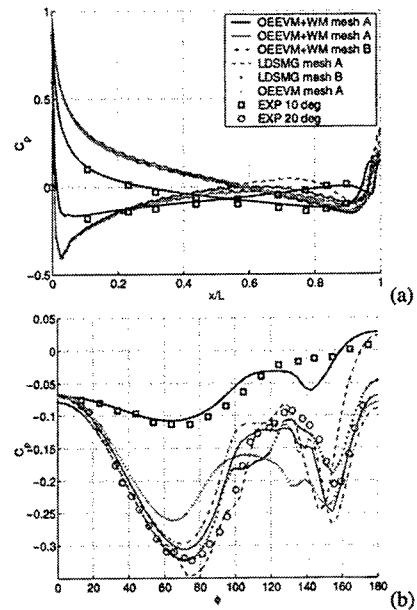 OEEVM+WM mesh A
OEEVM+WM mesh A
OEEVM+WM mesh B
LDSMG mesh A
LDSMG mesh B
OEEVM mesh A
EXP 10 deg
EXP 20 deg
1
0.5
0
-0.5
C_p
0 0.2 0.4 0.6 0.8 1
x/L
(a)
0.05
0
-0.05
-0.1
-0.15
-0.2
-0.25
-0.3
C_p
0 20 40 60 80 100 120 140 160 180
φ
(b)